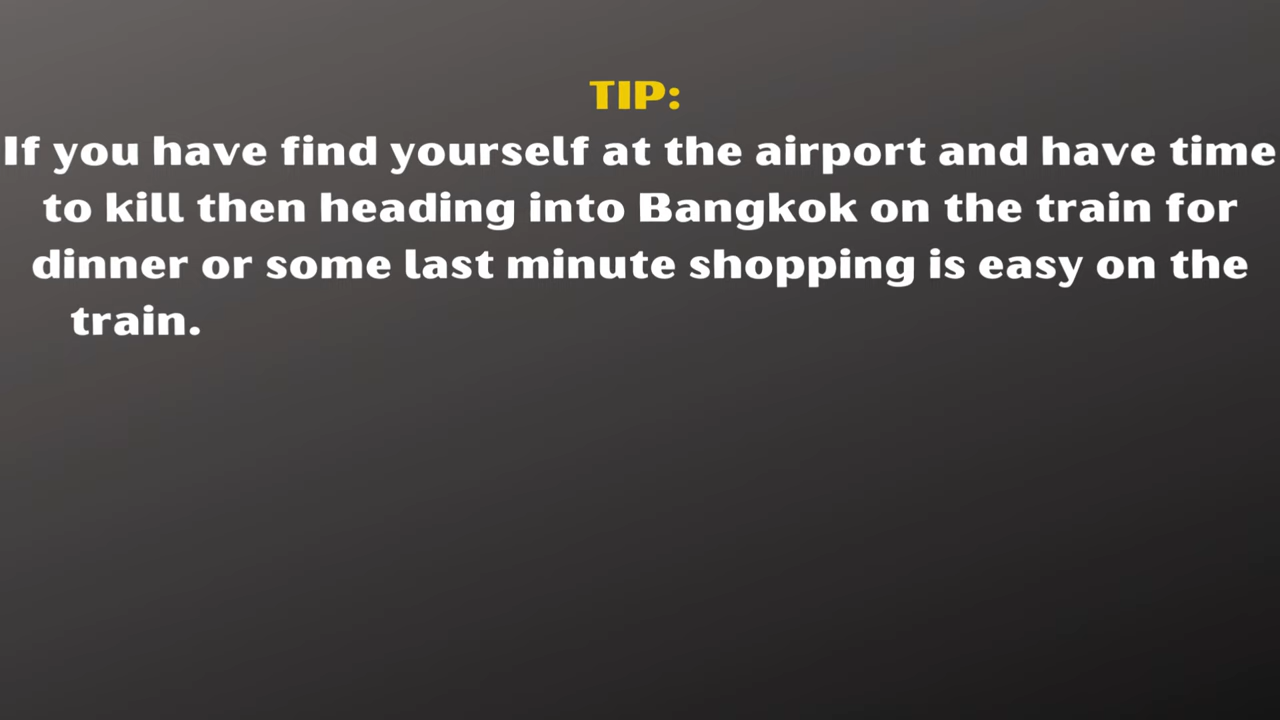 TIP:
If you have find yourself at the airport and have time
to kill then heading into Bangkok on the train for
dinner or some last minute shopping is easy on the
train.